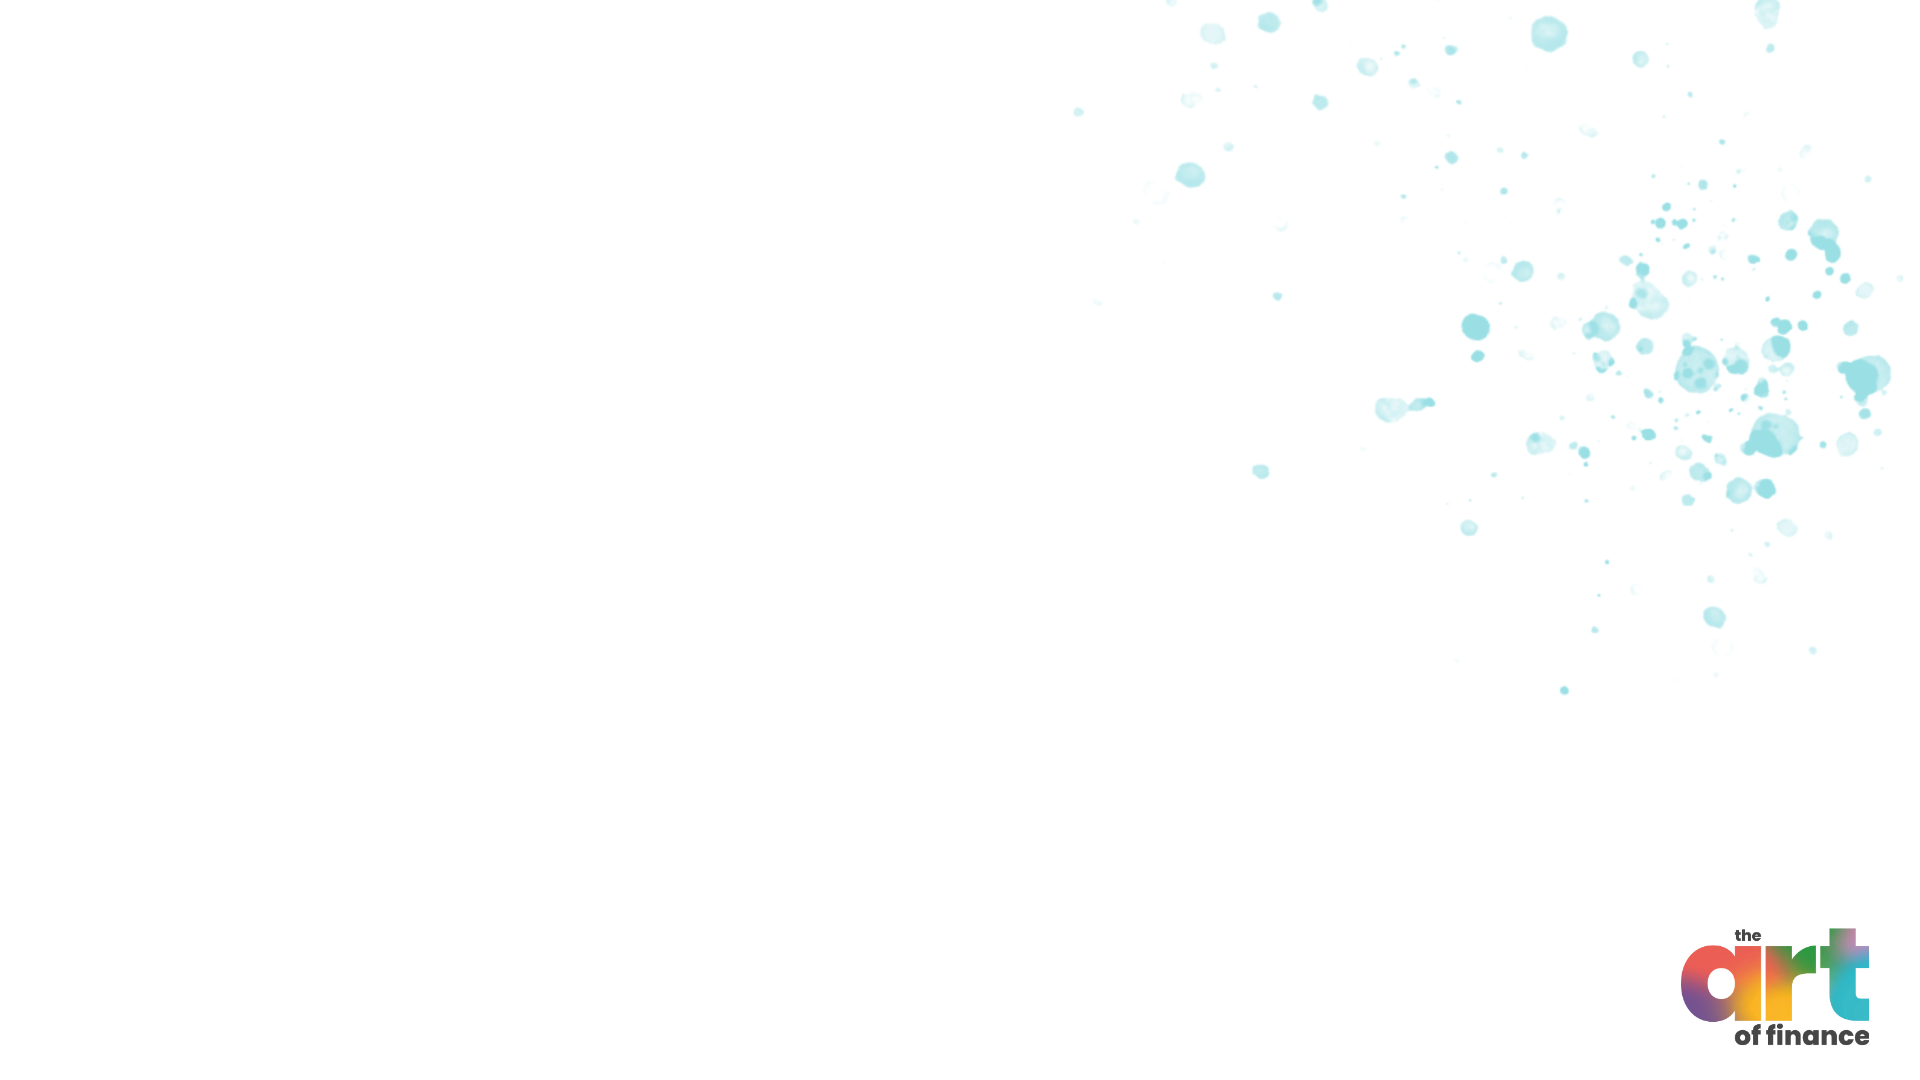 the
art
of finance